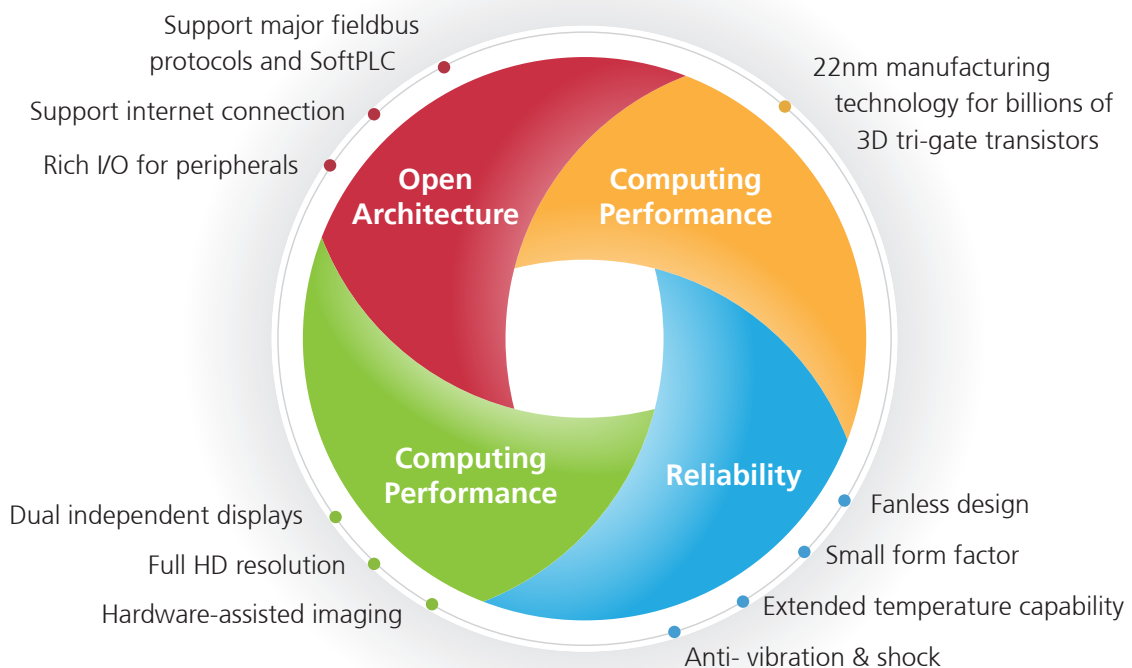 Support major fieldbus
protocols and SoftPLC
Support internet connection
Rich I/O for peripherals
22nm manufacturing
technology for billions of
3D tri-gate transistors
Open
Architecture
Computing
Performance
Computing
Performance
Reliability
Dual independent displays
Full HD resolution
Hardware-assisted imaging
Fanless design
Small form factor
Extended temperature capability
Anti- vibration & shock